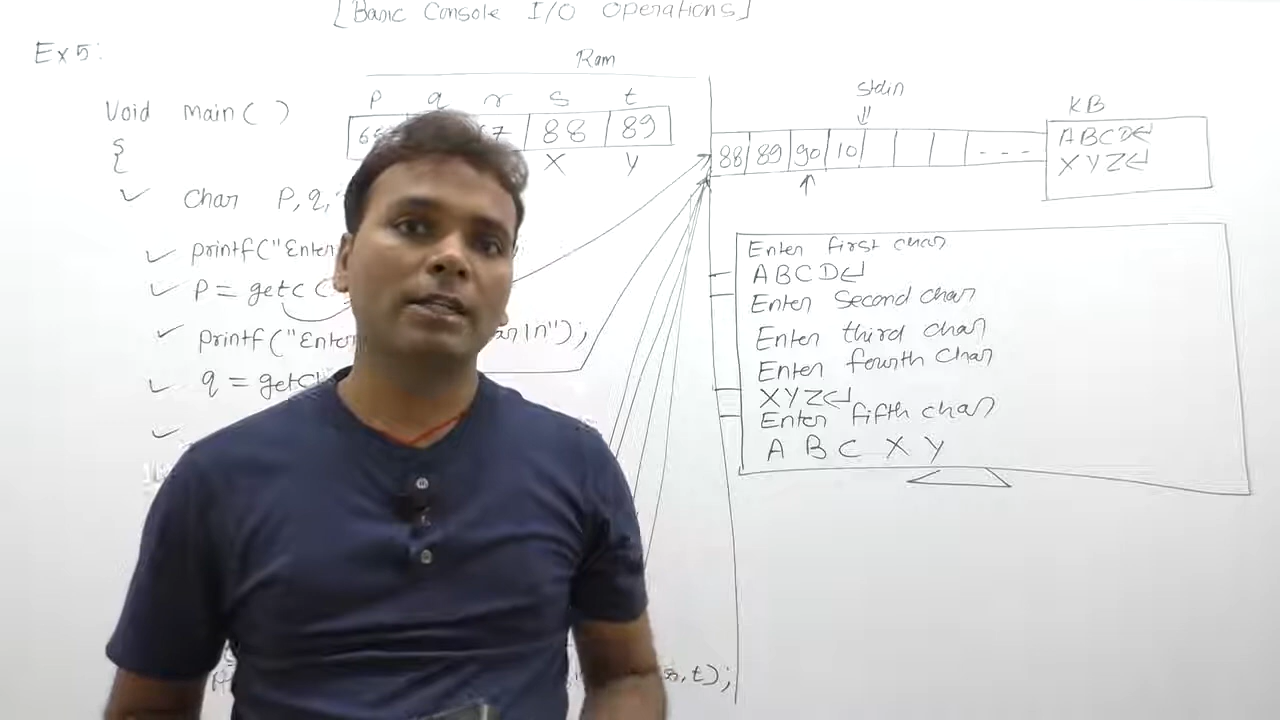 [Basic Console I/O Operations]
Ex5:
Void main( )
{
char P, q,
printf("Enter
P = getc(
printf("Enter
\n");
q = getch
s, t);
Ram
P q r s t
88 89
X Y
stdin
88 89 90 10 - - - -
KB
ABCD↵
XYZ↵
Enter first char
ABCD↵
Enter Second char
Enter third char
Enter fourth char
XYZ↵
Enter fifth char
A B C X Y